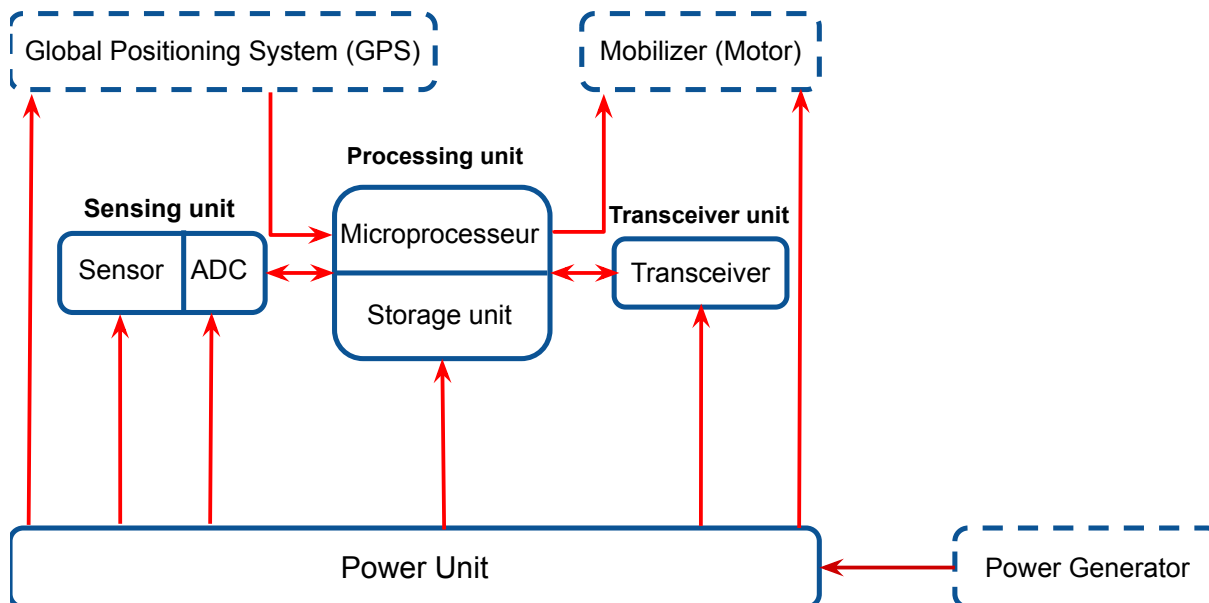 Global Positioning System (GPS)
Mobilizer (Motor)
Processing unit
Sensing unit
Transceiver unit
Microprocesseur
Sensor
ADC
Transceiver
Storage unit
Power Unit
Power Generator